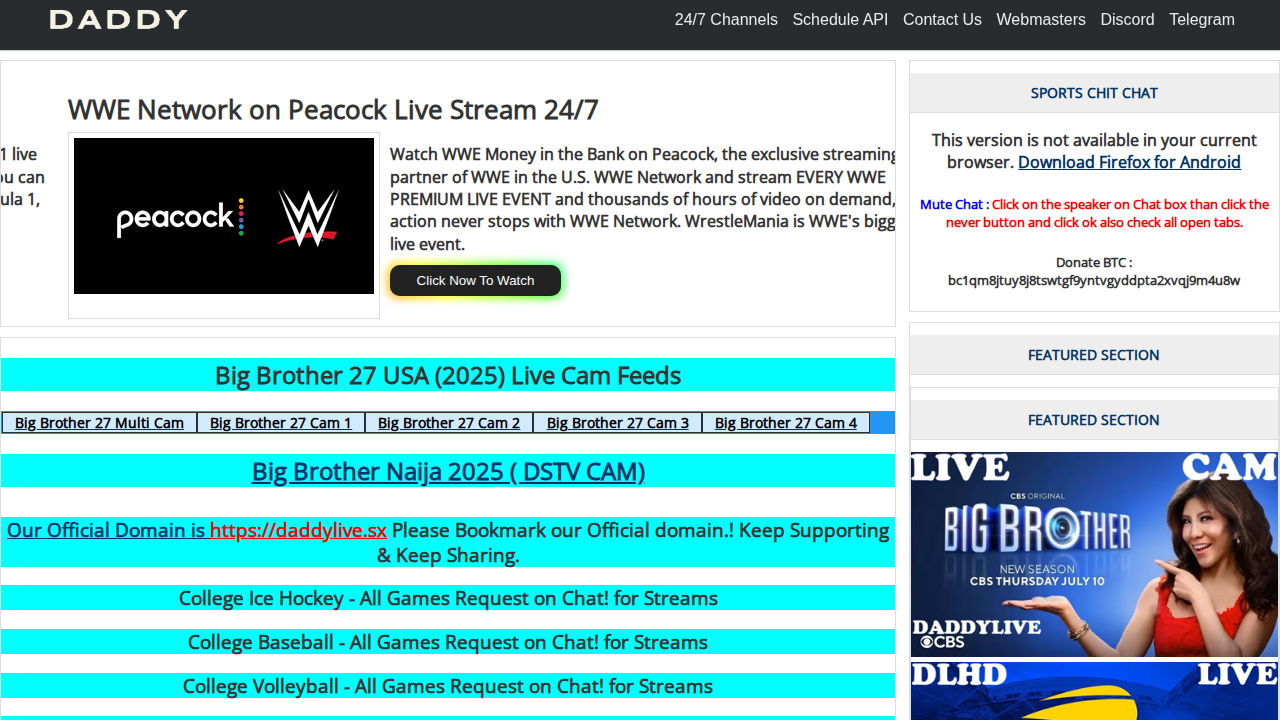 DADDY
24/7 Channels Schedule API Contact Us Webmasters Discord Telegram
1 live
ou can
ula 1,
WWE Network on Peacock Live Stream 24/7
peacock W
Watch WWE Money in the Bank on Peacock, the exclusive streaming
partner of WWE in the U.S. WWE Network and stream EVERY WWE
PREMIUM LIVE EVENT and thousands of hours of video on demand,
action never stops with WWE Network. WrestleMania is WWE's bigg
live event.
Click Now To Watch
Big Brother 27 USA (2025) Live Cam Feeds
Big Brother 27 Multi Cam Big Brother 27 Cam 1 Big Brother 27 Cam 2 Big Brother 27 Cam 3 Big Brother 27 Cam 4
Big Brother Naija 2025 ( DSTV CAM)
Our Official Domain is https://daddylive.sx Please Bookmark our Official domain.! Keep Supporting
& Keep Sharing.
College Ice Hockey - All Games Request on Chat! for Streams
College Baseball - All Games Request on Chat! for Streams
College Volleyball - All Games Request on Chat! for Streams
SPORTS CHIT CHAT
This version is not available in your current
browser. Download Firefox for Android
Mute Chat : Click on the speaker on Chat box than click the
never button and click ok also check all open tabs.
Donate BTC :
bc1qm8jtuy8j8tswtgf9yntvgyddpta2xvqj9m4u8w
FEATURED SECTION
FEATURED SECTION
LIVE CAM
CBS ORIGINAL
BIG BROTHER
NEW SEASON
CBS THURSDAY JULY 10
DADDYLIVE
CBS
DLHD LIVE